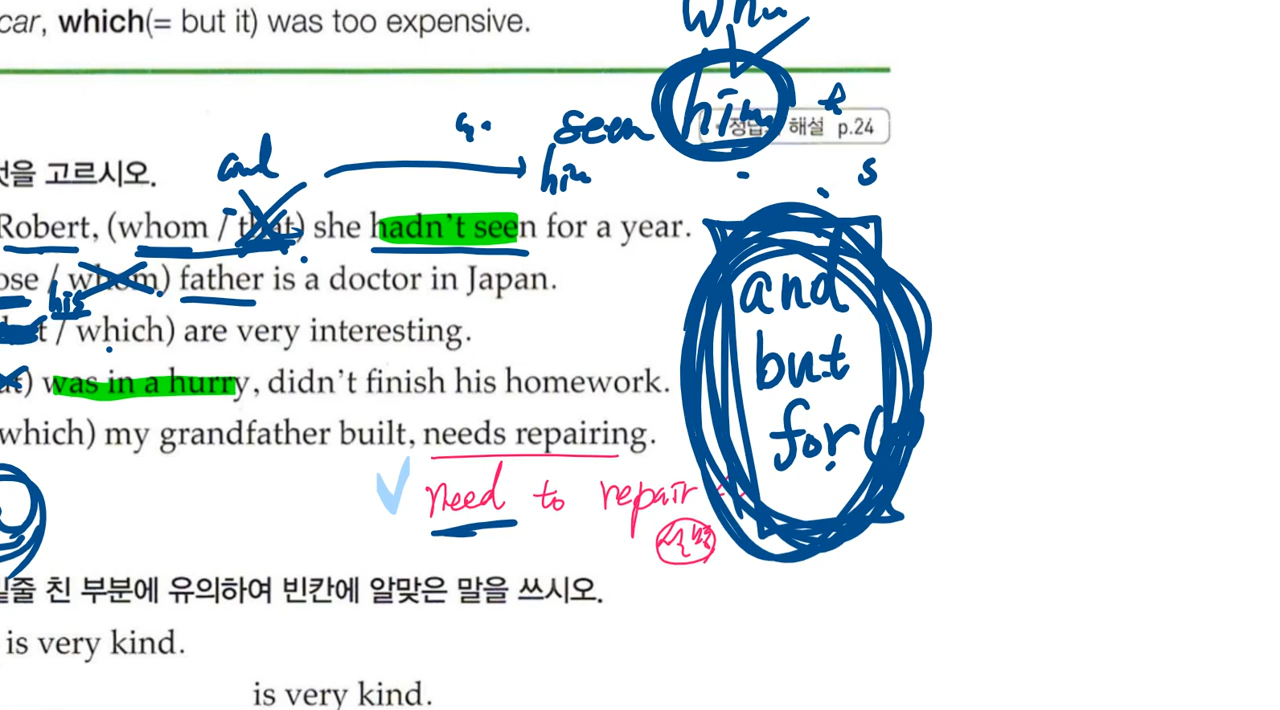 car, which(= but it) was too expensive.
him
seen
정답 해설 p.24
and
him
s
것을 고르시오.
Robert, (whom / that) she hadn't seen for a year.
ose / whom) father is a doctor in Japan.
his
t / which) are very interesting.
at) was in a hurry, didn't finish his homework.
which) my grandfather built, needs repairing.
and
but
for
need to repair
밑줄 친 부분에 유의하여 빈칸에 알맞은 말을 쓰시오.
is very kind.
is very kind.